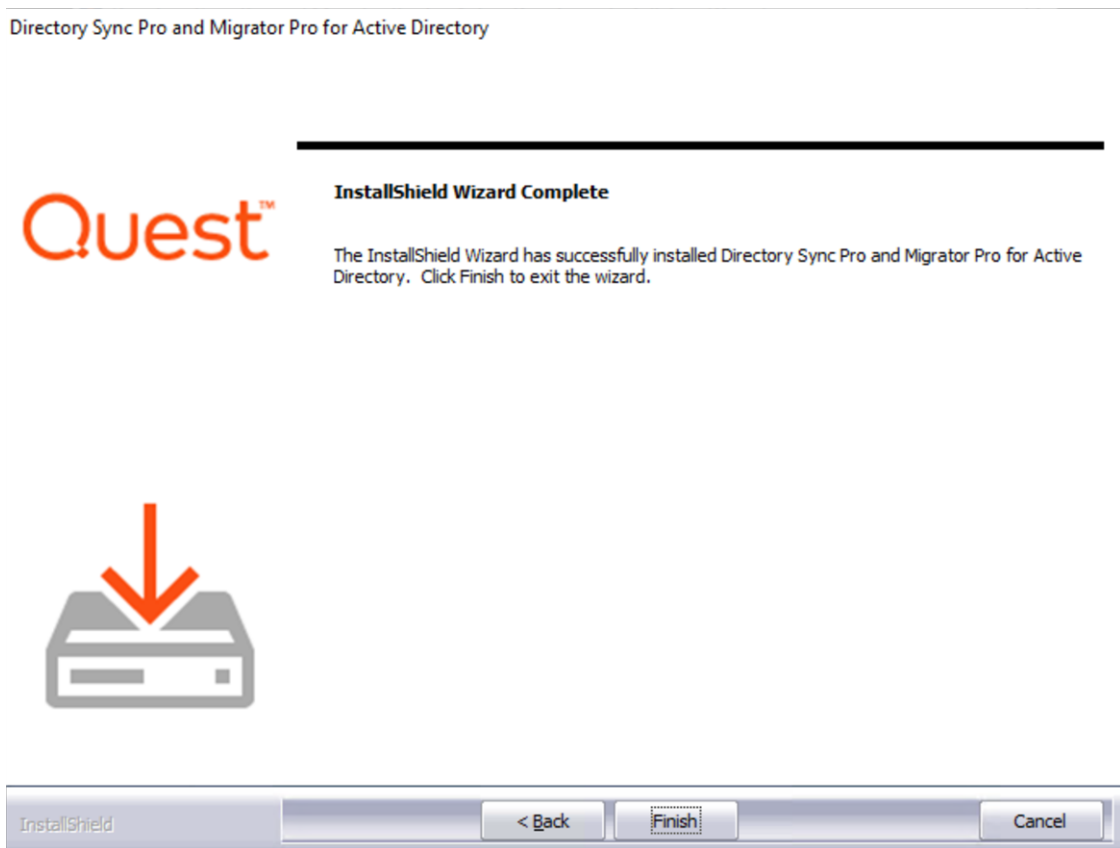 Directory Sync Pro and Migrator Pro for Active Directory
Quest™
InstallShield Wizard Complete
The InstallShield Wizard has successfully installed Directory Sync Pro and Migrator Pro for Active
Directory. Click Finish to exit the wizard.
InstallShield
< Back
Finish
Cancel